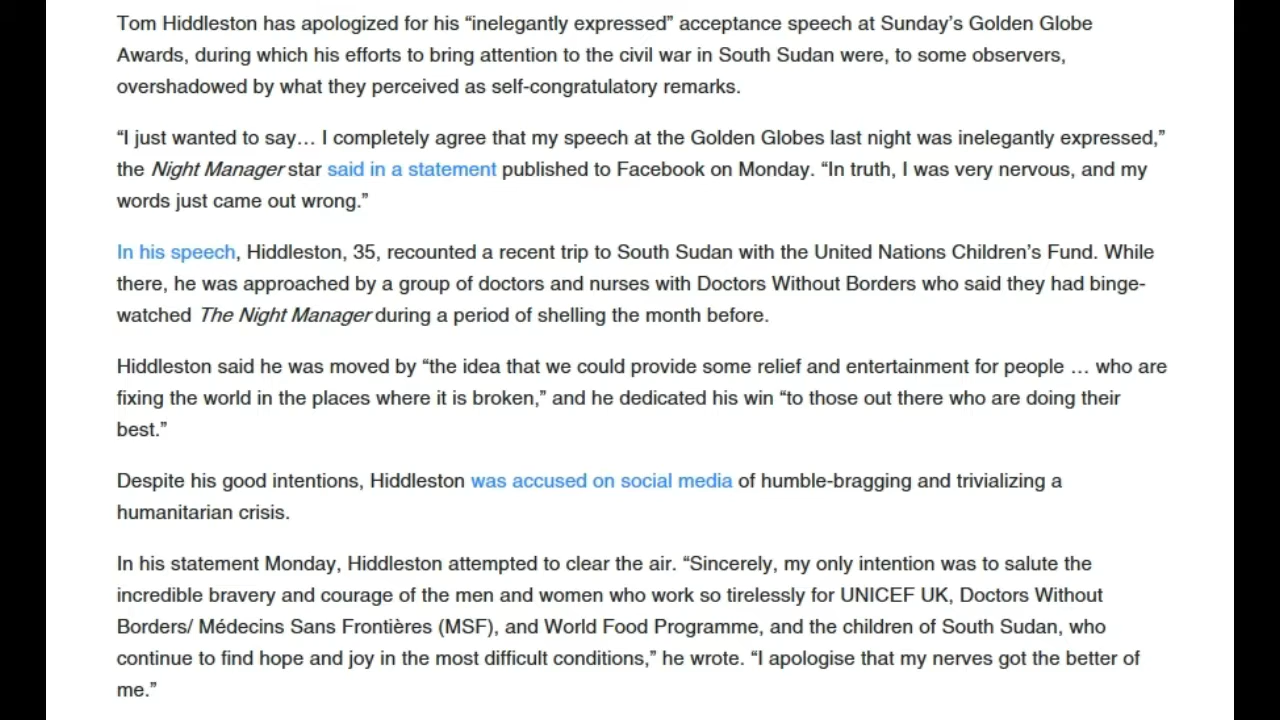 Tom Hiddleston has apologized for his “inelegantly expressed” acceptance speech at Sunday’s Golden Globe
Awards, during which his efforts to bring attention to the civil war in South Sudan were, to some observers,
overshadowed by what they perceived as self-congratulatory remarks.
“I just wanted to say… I completely agree that my speech at the Golden Globes last night was inelegantly expressed,”
the Night Manager star said in a statement published to Facebook on Monday. “In truth, I was very nervous, and my
words just came out wrong.”
In his speech, Hiddleston, 35, recounted a recent trip to South Sudan with the United Nations Children’s Fund. While
there, he was approached by a group of doctors and nurses with Doctors Without Borders who said they had binge-
watched The Night Manager during a period of shelling the month before.
Hiddleston said he was moved by “the idea that we could provide some relief and entertainment for people … who are
fixing the world in the places where it is broken,” and he dedicated his win “to those out there who are doing their
best.”
Despite his good intentions, Hiddleston was accused on social media of humble-bragging and trivializing a
humanitarian crisis.
In his statement Monday, Hiddleston attempted to clear the air. “Sincerely, my only intention was to salute the
incredible bravery and courage of the men and women who work so tirelessly for UNICEF UK, Doctors Without
Borders/ Médecins Sans Frontières (MSF), and World Food Programme, and the children of South Sudan, who
continue to find hope and joy in the most difficult conditions,” he wrote. “I apologise that my nerves got the better of
me.”